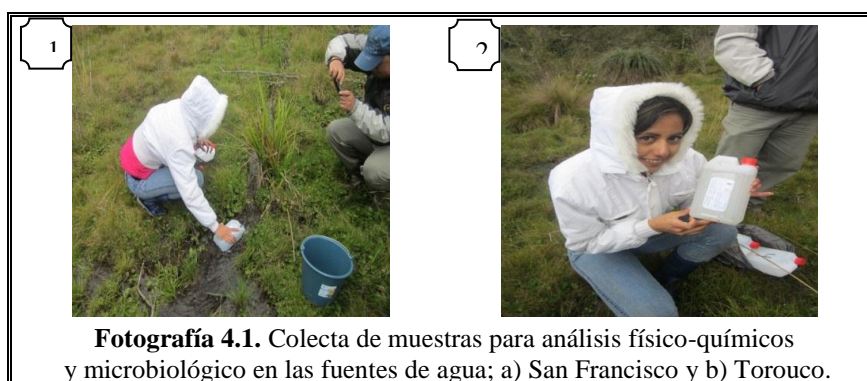 1
2
Fotografía 4.1. Colecta de muestras para análisis físico-químicos
y microbiológico en las fuentes de agua; a) San Francisco y b) Torouco.